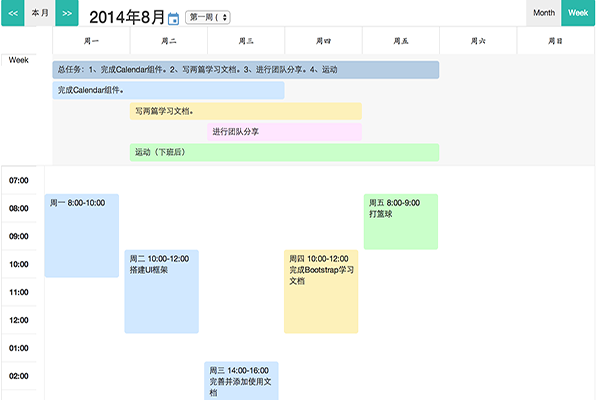 << 本 月 >> 2014年8月 第一周 ( Month Week
周一 周二 周三 周四 周五 周六 周日
Week
总任务：1、完成Calendar组件。2、写两篇学习文档。3、进行团队分享。4、运动
完成Calendar组件。
写两篇学习文档。
进行团队分享
运动（下班后）
07:00
08:00
周一 8:00-10:00
周五 8:00-9:00
打篮球
09:00
10:00
周二 10:00-12:00
搭建UI框架
周四 10:00-12:00
完成Bootstrap学习
文档
11:00
12:00
01:00
02:00
周三 14:00-16:00
完善并添加使用文
档